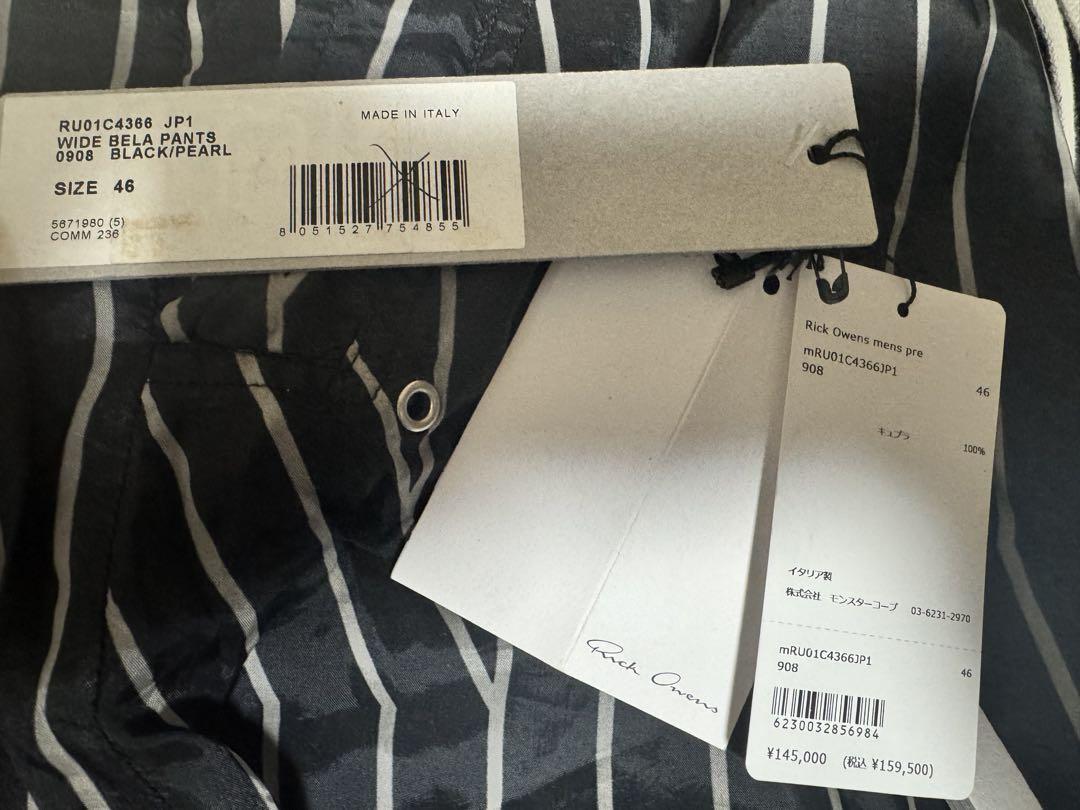 RU01C4366 JP1
WIDE BELA PANTS
0908 BLACK/PEARL
SIZE 46
5671980 (5)
COMM 236
MADE IN ITALY
8 051527 754855
Rick Owens
Rick Owens mens pre
mRU01C4366JP1
908
46
キュプラ
100%
イタリア製
株式会社 モンスターコープ 03-6231-2970
mRU01C4366JP1
908
46
6230032856984
¥145,000 (税込 ¥159,500)